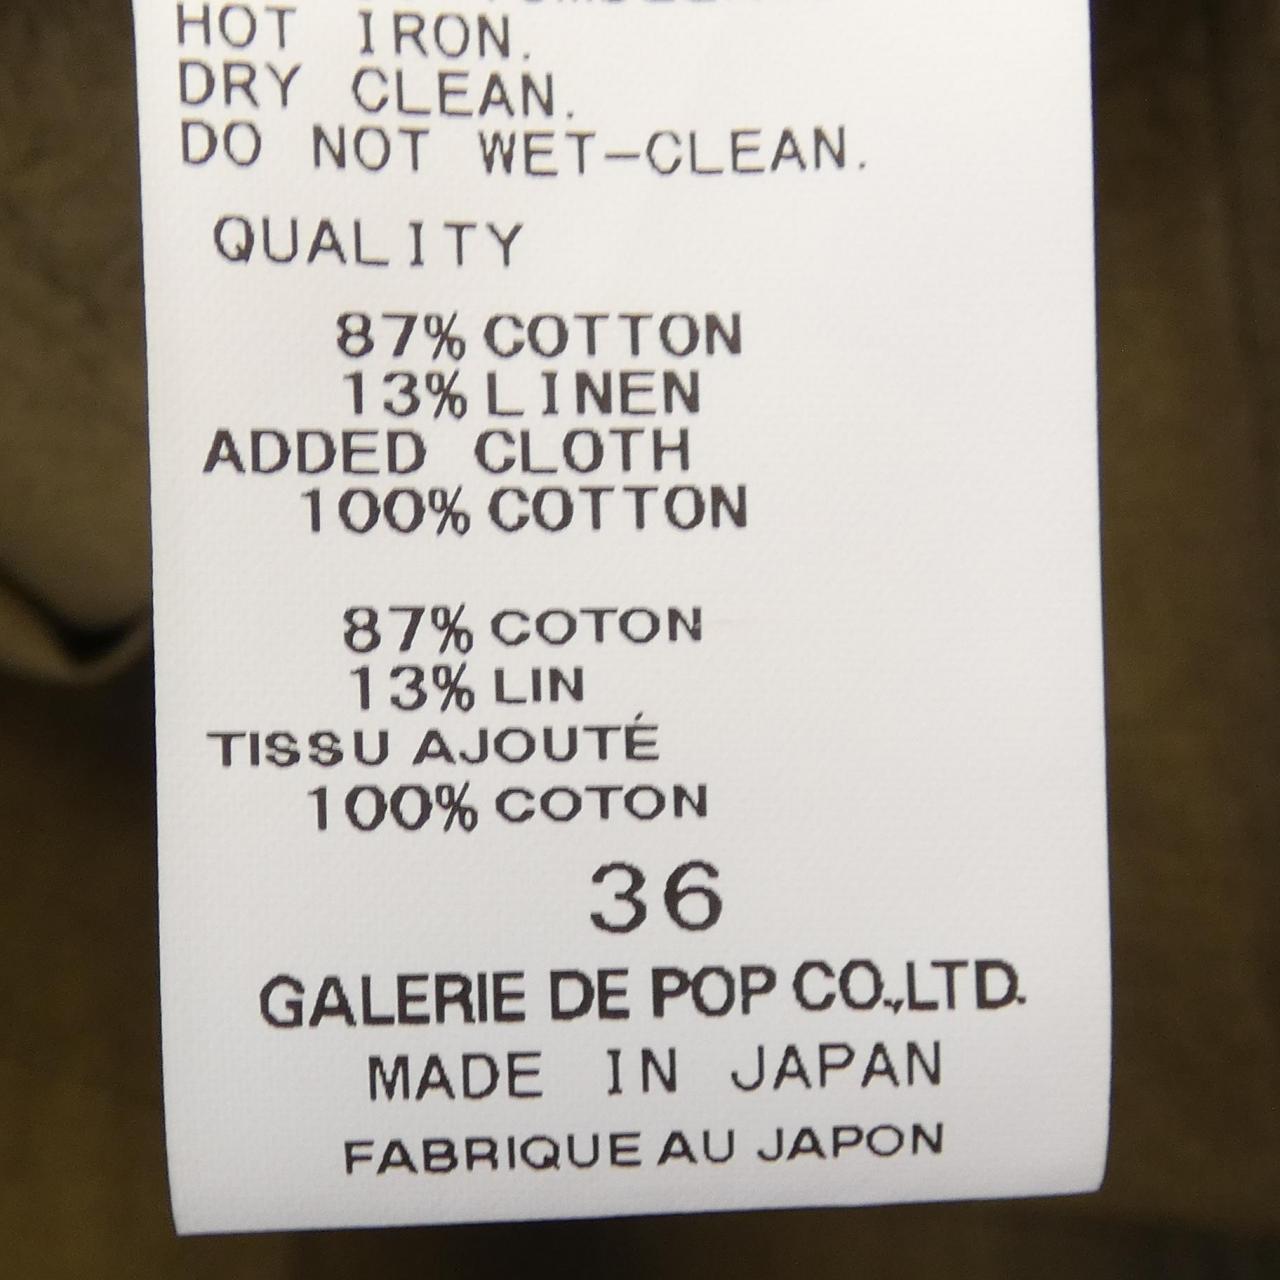 HOT IRON.
DRY CLEAN.
DO NOT WET-CLEAN.
QUALITY
87% COTTON
13% LINEN
ADDED CLOTH
100% COTTON
87% COTON
13% LIN
TISSU AJOUTÉ
100% COTON
36
GALERIE DE POP CO.,LTD.
MADE IN JAPAN
FABRIQUE AU JAPON